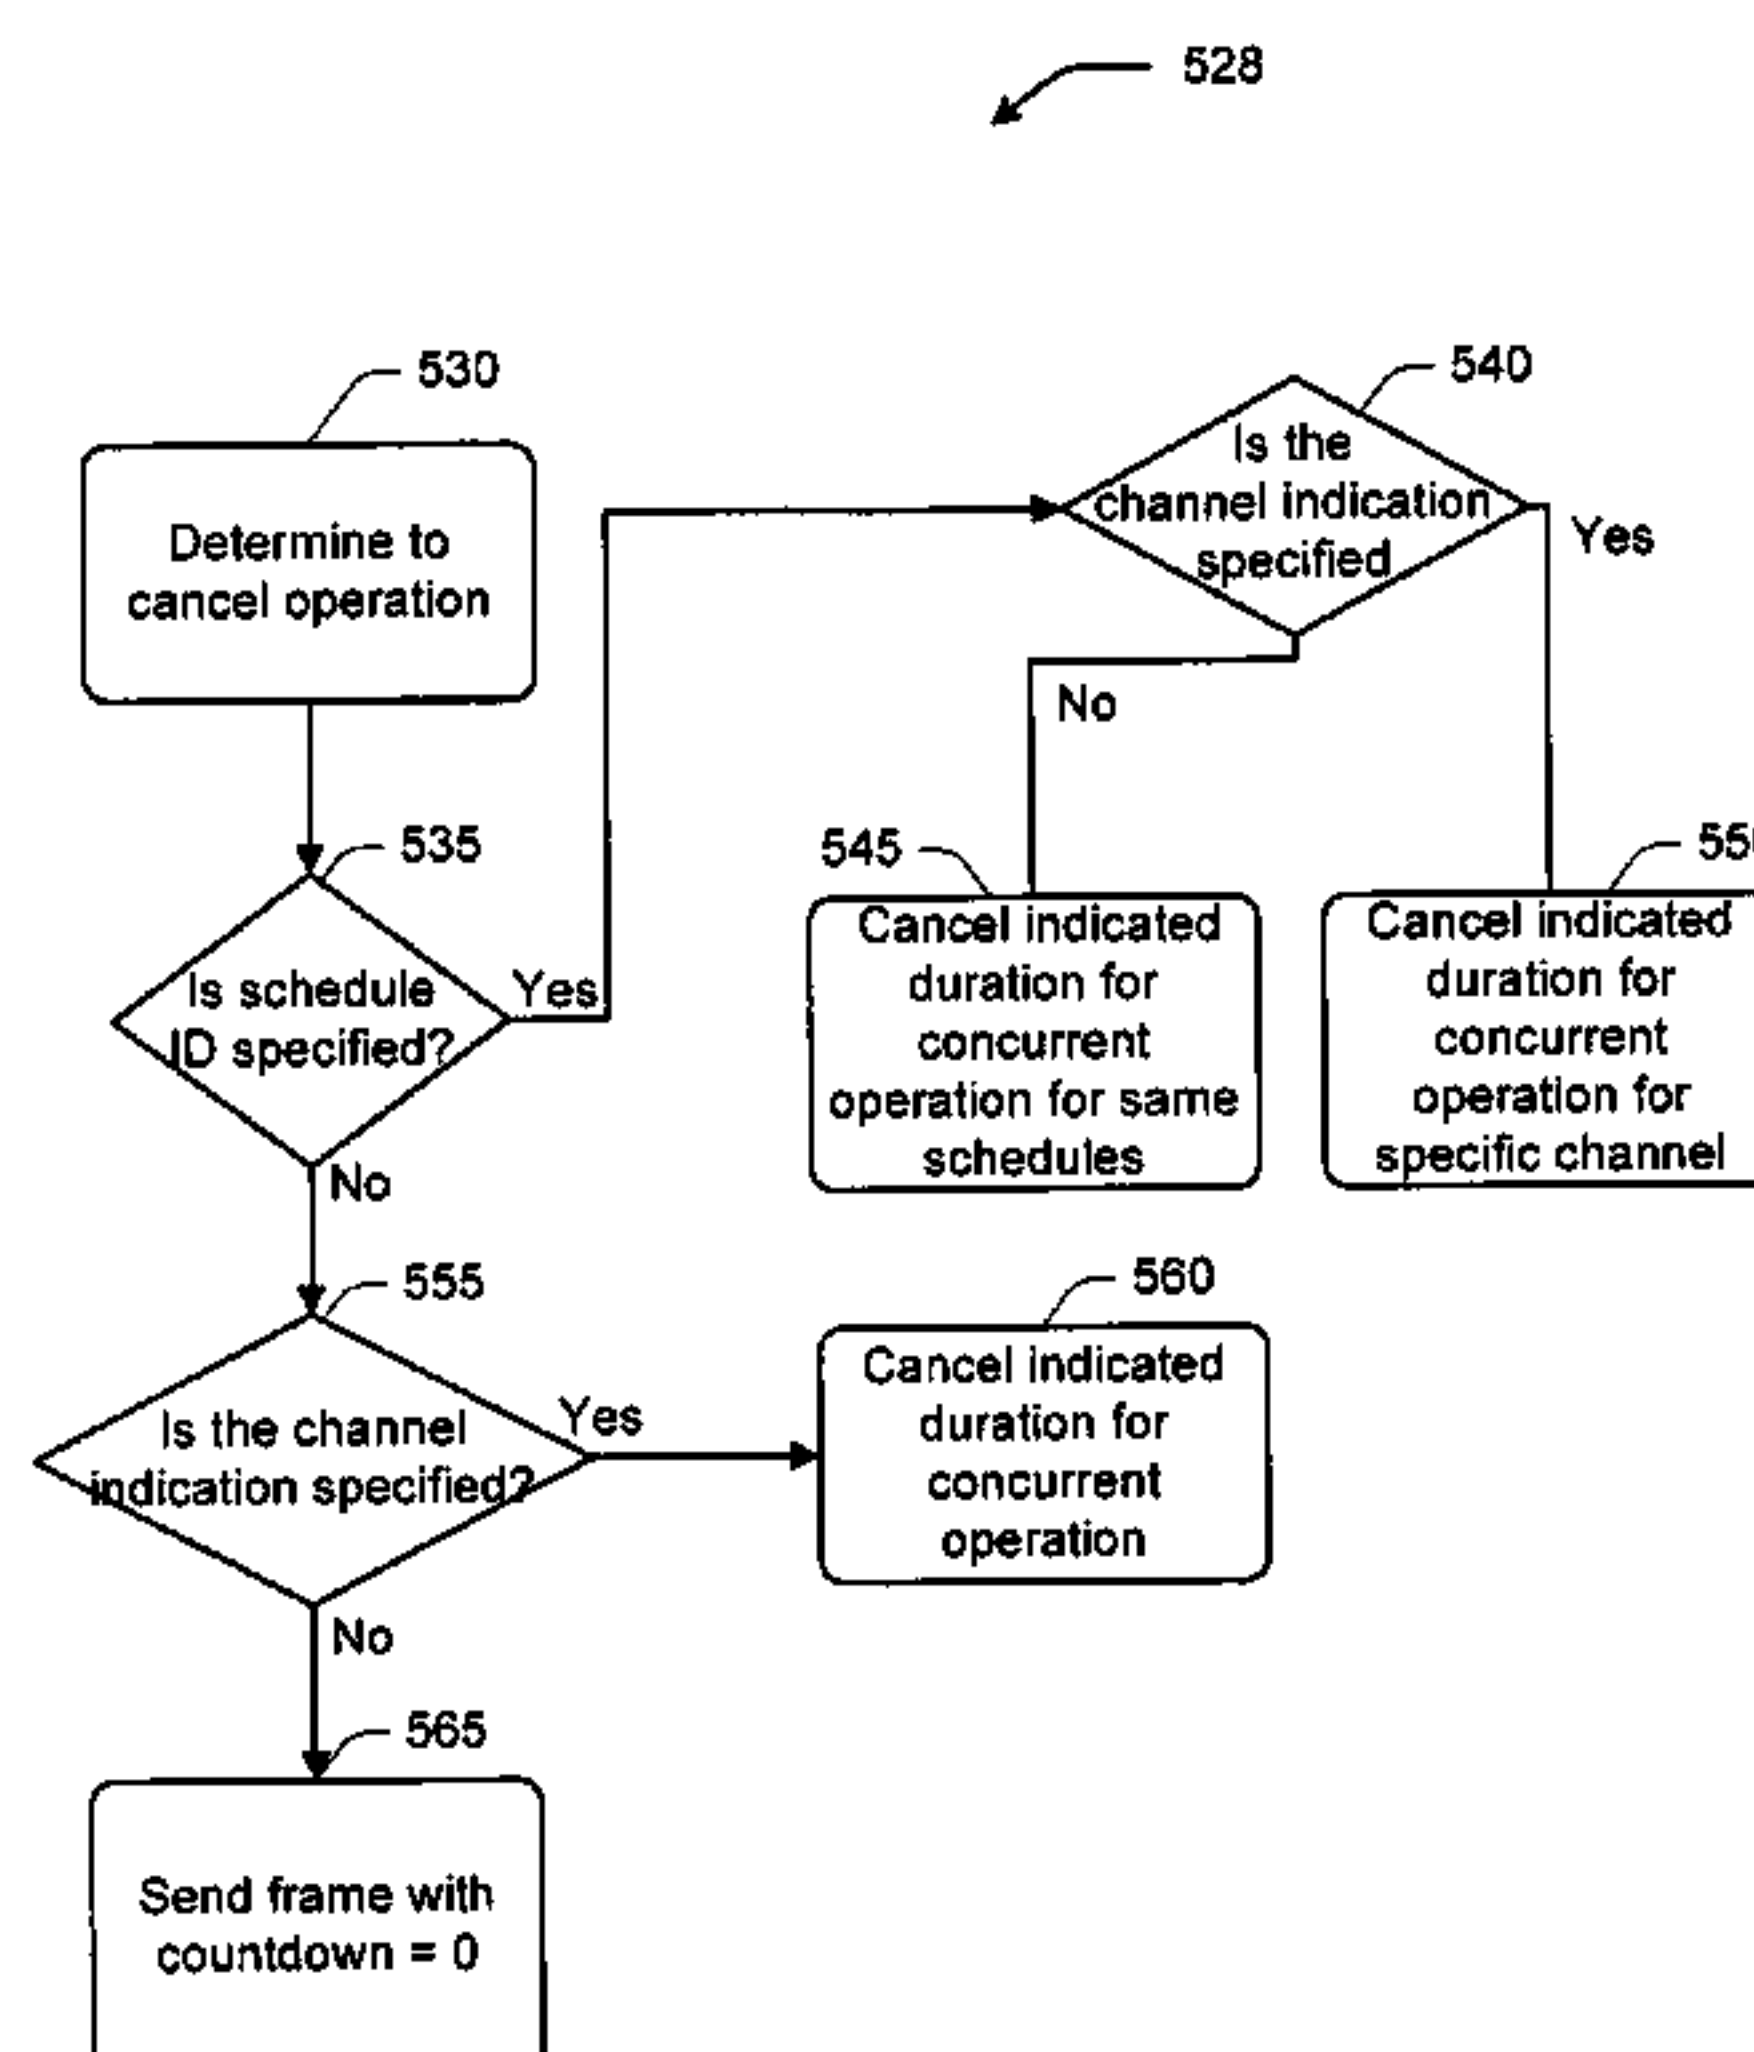 528
530
Determine to
cancel operation
540
Is the
channel indication
specified
Yes
No
535
Is schedule
ID specified?
Yes
No
545
Cancel indicated
duration for
concurrent
operation for same
schedules
Cancel indicated
duration for
concurrent
operation for
specific channel
555
Is the channel
indication specified?
Yes
No
560
Cancel indicated
duration for
concurrent
operation
565
Send frame with
countdown = 0